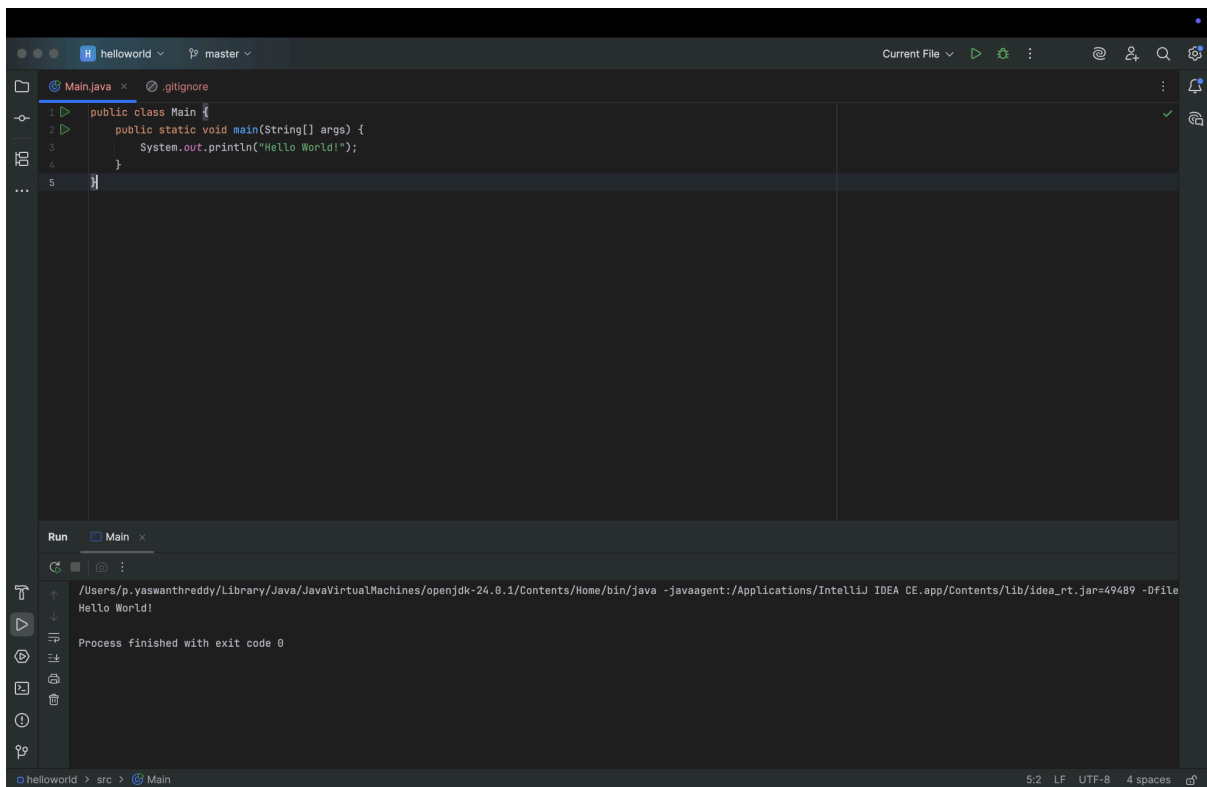 H helloworld master Current File
Main.java .gitignore
1 public class Main {
2 public static void main(String[] args) {
3 System.out.println("Hello World!");
4 }
5 }
Run Main
/Users/p.yaswanthreddy/Library/Java/JavaVirtualMachines/openjdk-24.0.1/Contents/Home/bin/java -javaagent:/Applications/IntelliJ IDEA CE.app/Contents/lib/idea_rt.jar=49489 -Dfile
Hello World!
Process finished with exit code 0
helloworld > src > Main 5:2 LF UTF-8 4 spaces